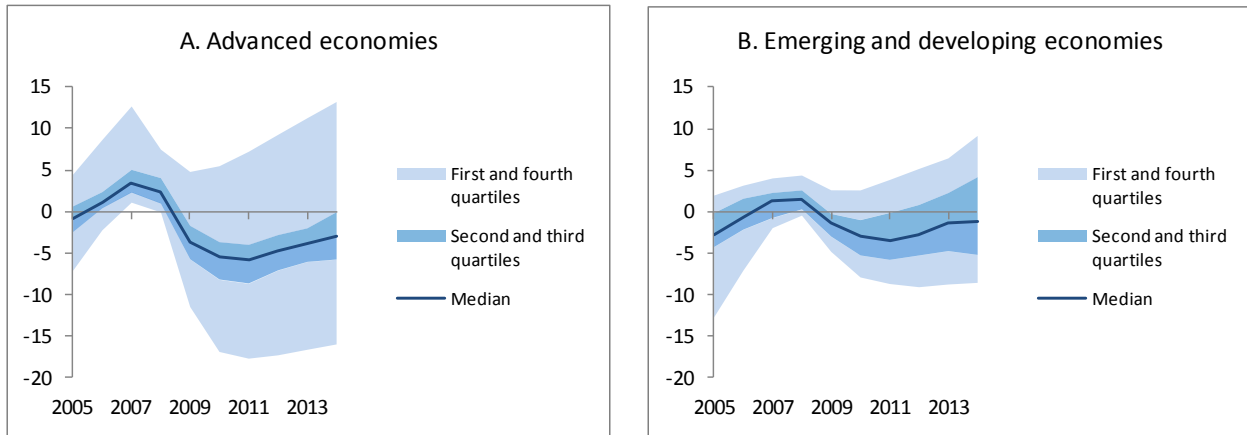 A. Advanced economies
15
10
5
0
-5
-10
-15
-20
2005 2007 2009 2011 2013
First and fourth
quartiles
Second and third
quartiles
Median
B. Emerging and developing economies
15
10
5
0
-5
-10
-15
-20
2005 2007 2009 2011 2013
First and fourth
quartiles
Second and third
quartiles
Median